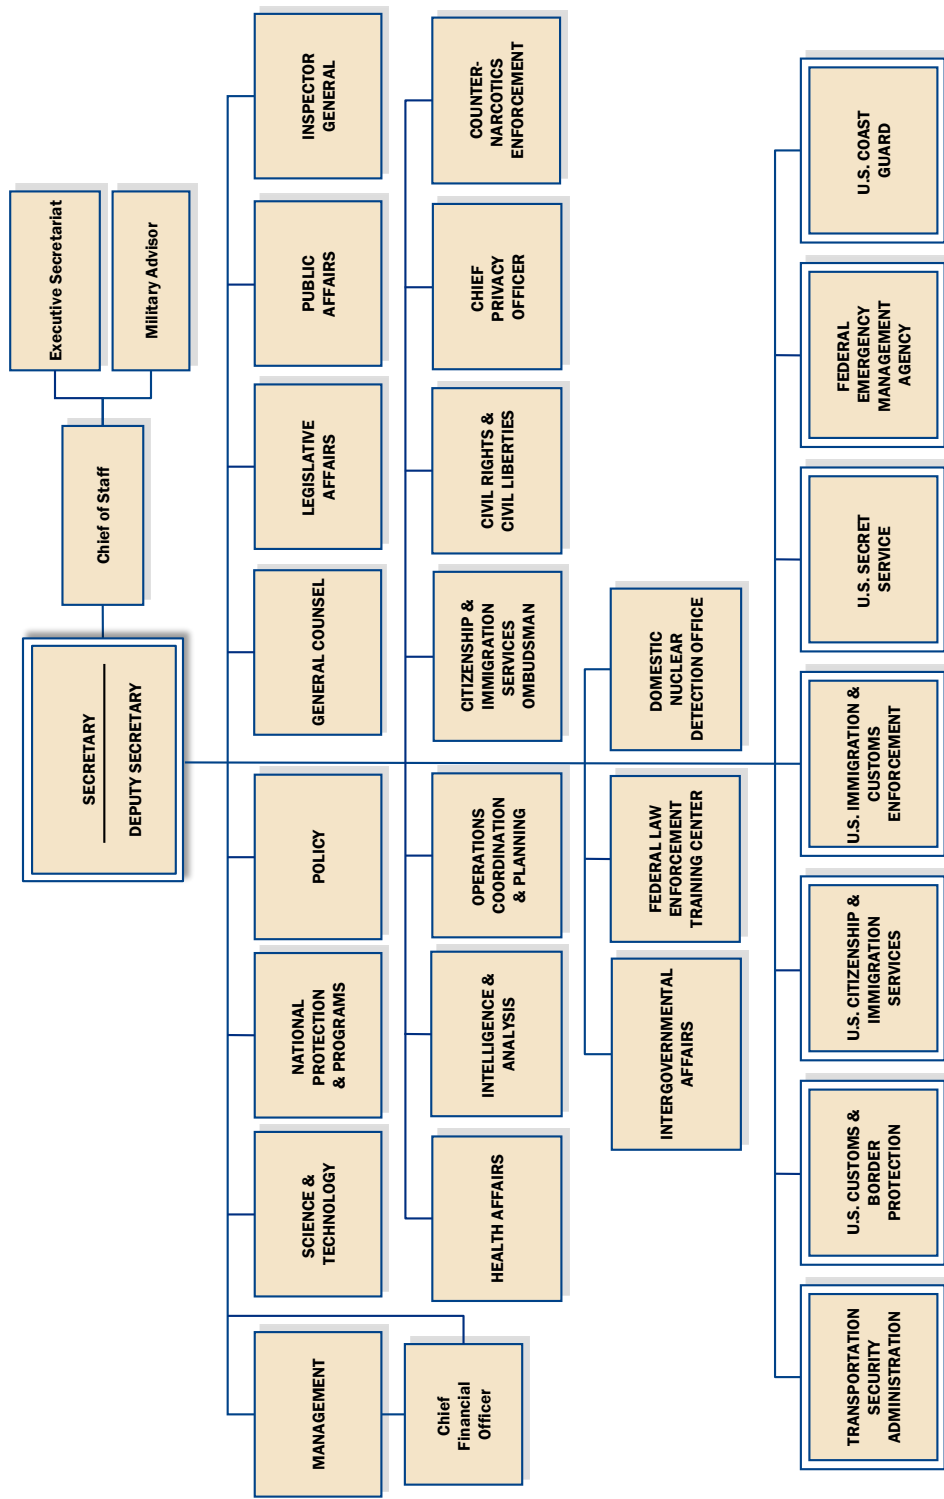 SECRETARY
DEPUTY SECRETARY
Chief of Staff
Executive Secretariat
Military Advisor
MANAGEMENT
Chief
Financial
Officer
SCIENCE &
TECHNOLOGY
NATIONAL
PROTECTION
& PROGRAMS
POLICY
GENERAL COUNSEL
LEGISLATIVE
AFFAIRS
PUBLIC
AFFAIRS
INSPECTOR
GENERAL
HEALTH AFFAIRS
INTELLIGENCE &
ANALYSIS
OPERATIONS
COORDINATION
& PLANNING
CITIZENSHIP &
IMMIGRATION
SERVICES
OMBUDSMAN
CIVIL RIGHTS &
CIVIL LIBERTIES
CHIEF
PRIVACY
OFFICER
COUNTER-
NARCOTICS
ENFORCEMENT
INTERGOVERNMENTAL
AFFAIRS
FEDERAL LAW
ENFORCEMENT
TRAINING CENTER
DOMESTIC
NUCLEAR
DETECTION OFFICE
TRANSPORTATION
SECURITY
ADMINISTRATION
U.S. CUSTOMS &
BORDER
PROTECTION
U.S. CITIZENSHIP &
IMMIGRATION
SERVICES
U.S. IMMIGRATION &
CUSTOMS
ENFORCEMENT
U.S. SECRET
SERVICE
FEDERAL
EMERGENCY
MANAGEMENT
AGENCY
U.S. COAST
GUARD